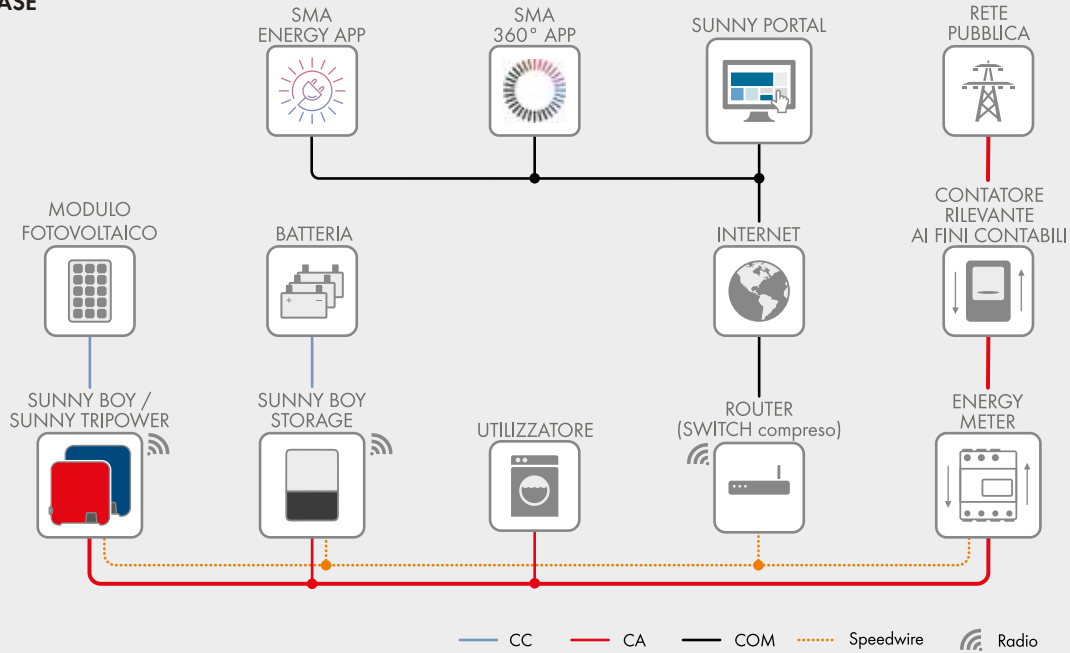 SMA
ENERGY APP
SMA
360° APP
SUNNY PORTAL
RETE
PUBBLICA
MODULO
FOTOVOLTAICO
BATTERIA
INTERNET
CONTATORE
RILEVANTE
AI FINI CONTABILI
SUNNY BOY /
SUNNY TRIPOWER
SUNNY BOY
STORAGE
UTILIZZATORE
ROUTER
(SWITCH compreso)
ENERGY
METER
CC
CA
COM
Speedwire
Radio